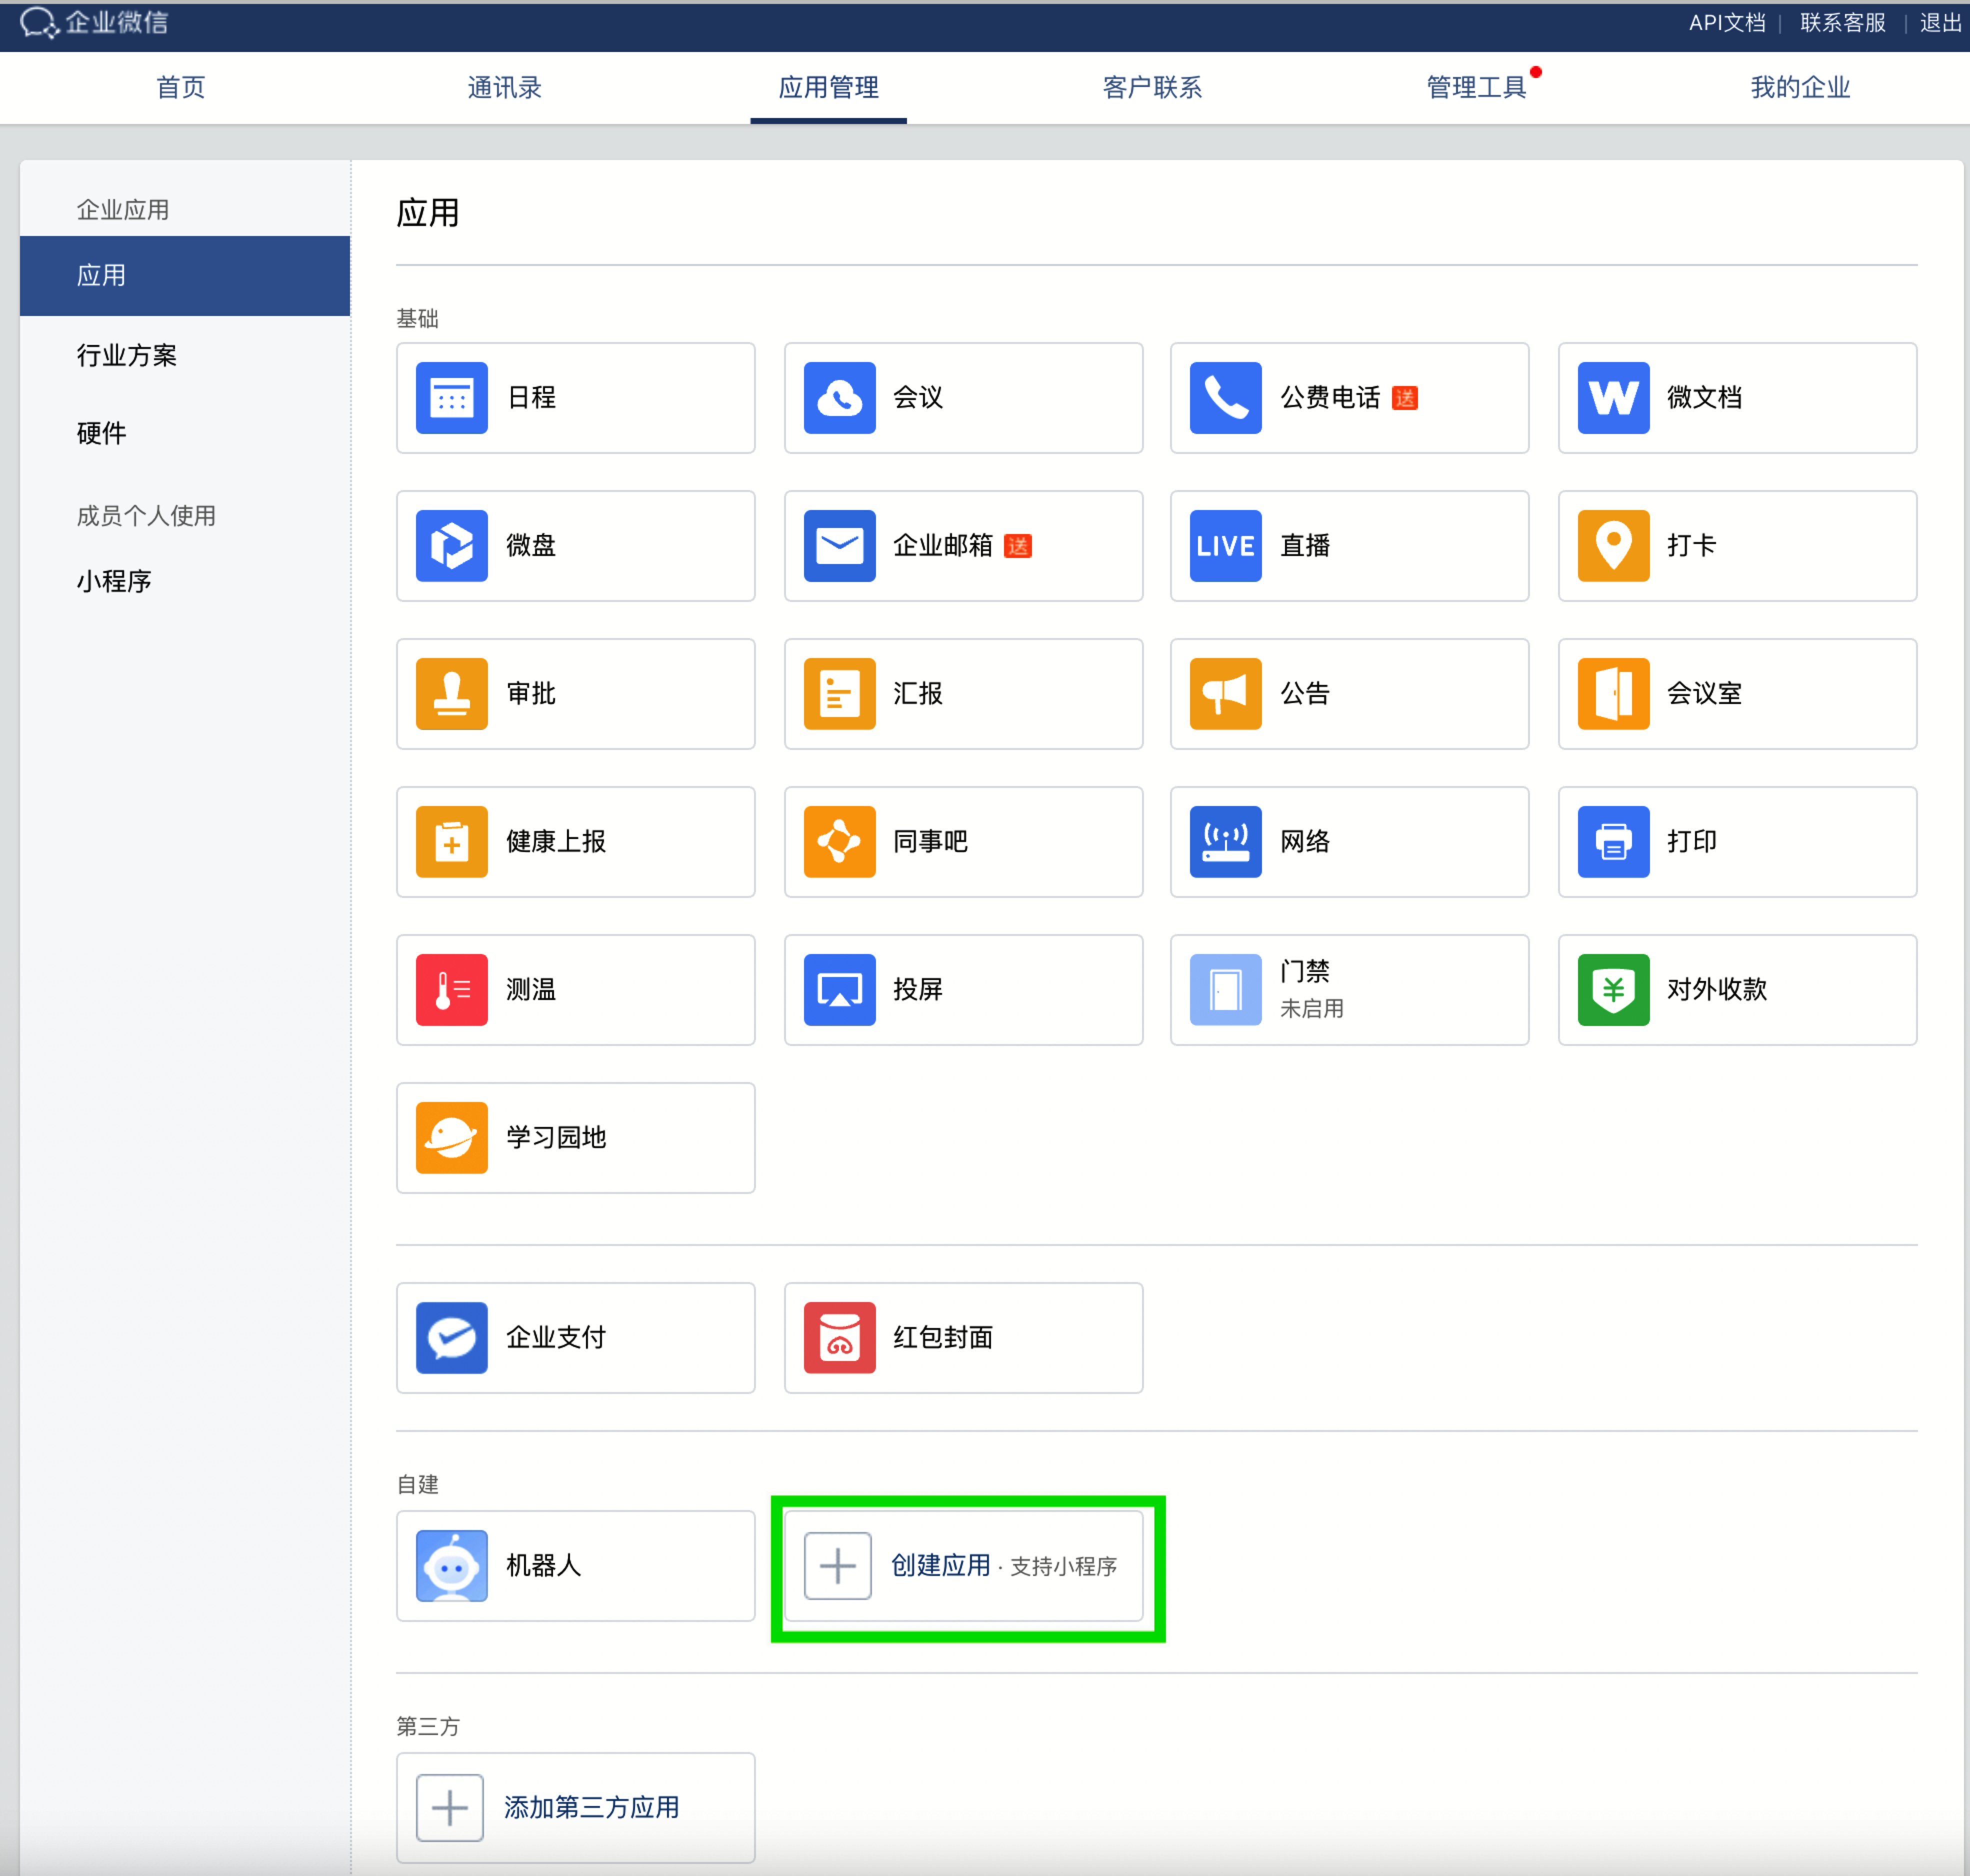 企业微信
API文档 | 联系客服 | 退出
首页 通讯录 应用管理 客户联系 管理工具 我的企业
企业应用
应用
行业方案
硬件
成员个人使用
小程序
应用
基础
日程 会议 公费电话 送 W 微文档
微盘 企业邮箱 送 LIVE 直播 打卡
审批 汇报 公告 会议室
健康上报 同事吧 网络 打印
测温 投屏 门禁 对外收款
未启用
学习园地
企业支付 红包封面
自建
机器人 创建应用 · 支持小程序
第三方
添加第三方应用